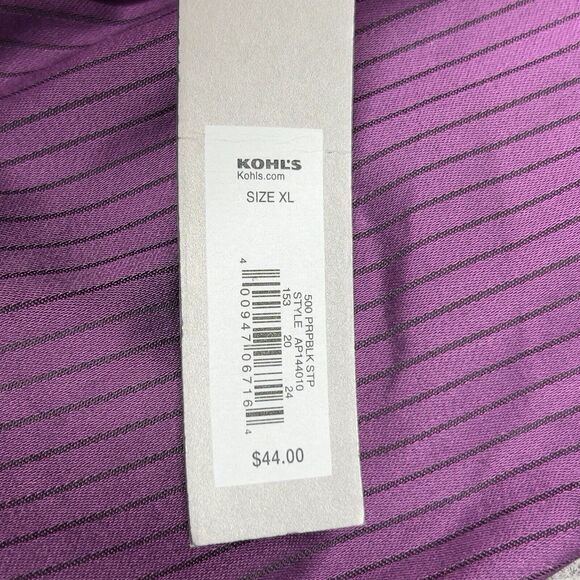 KOHL'S
Kohls.com
SIZE XL
500 PRPBLK STP
STYLE AP144010
153 20 24
4 00947 06716 4
$44.00